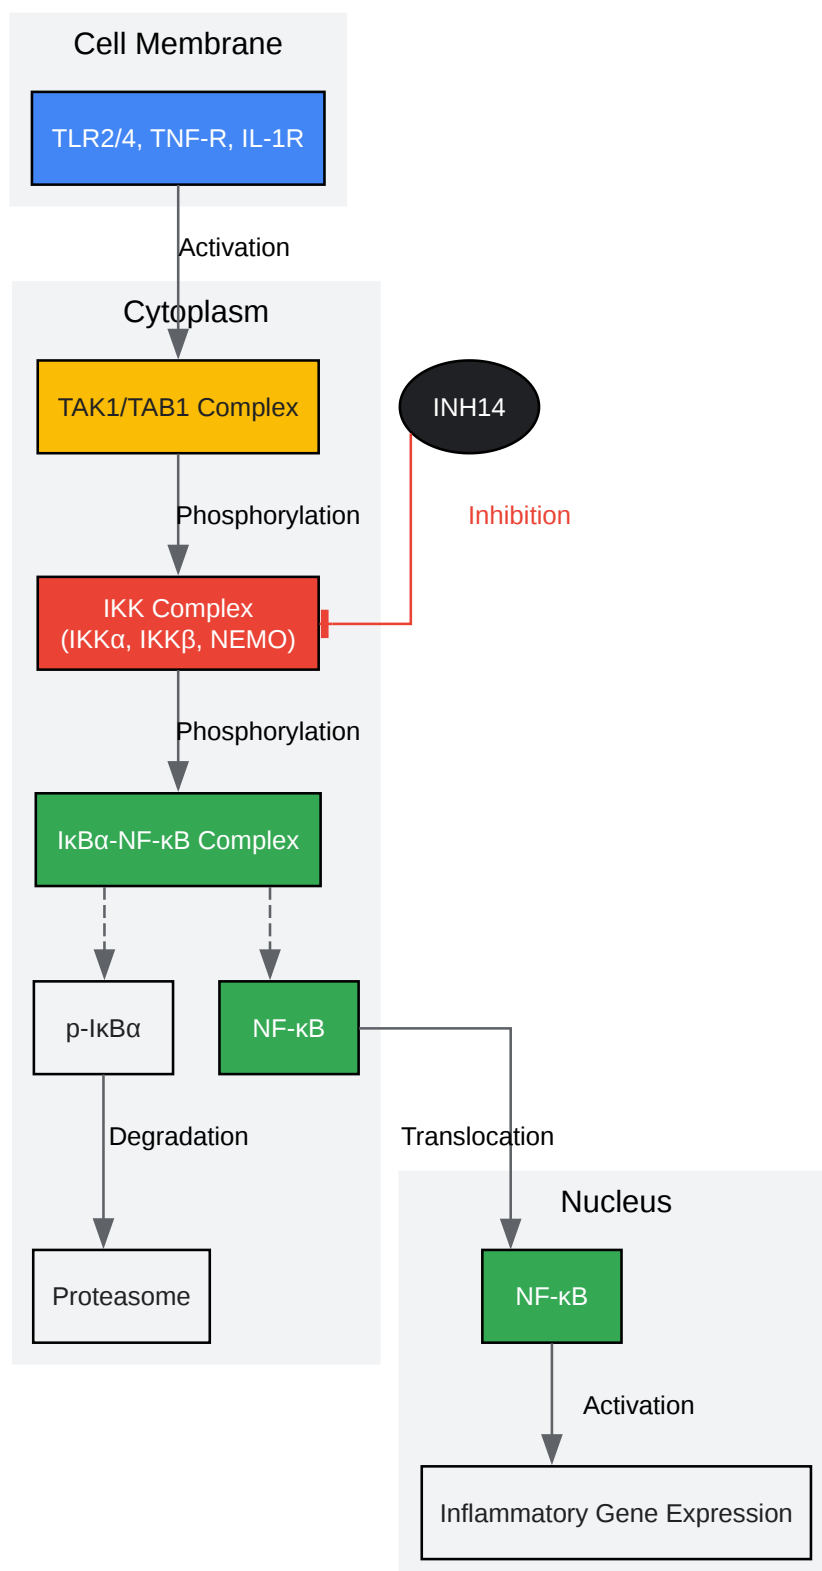 Cell Membrane
TLR2/4, TNF-R, IL-1R
Activation
Cytoplasm
TAK1/TAB1 Complex
INH14
Phosphorylation
Inhibition
IKK Complex
(IKKα, IKKβ, NEMO)
Phosphorylation
IκBα-NF-κB Complex
p-IκBα
NF-κB
Degradation
Translocation
Nucleus
Proteasome
NF-κB
Activation
Inflammatory Gene Expression